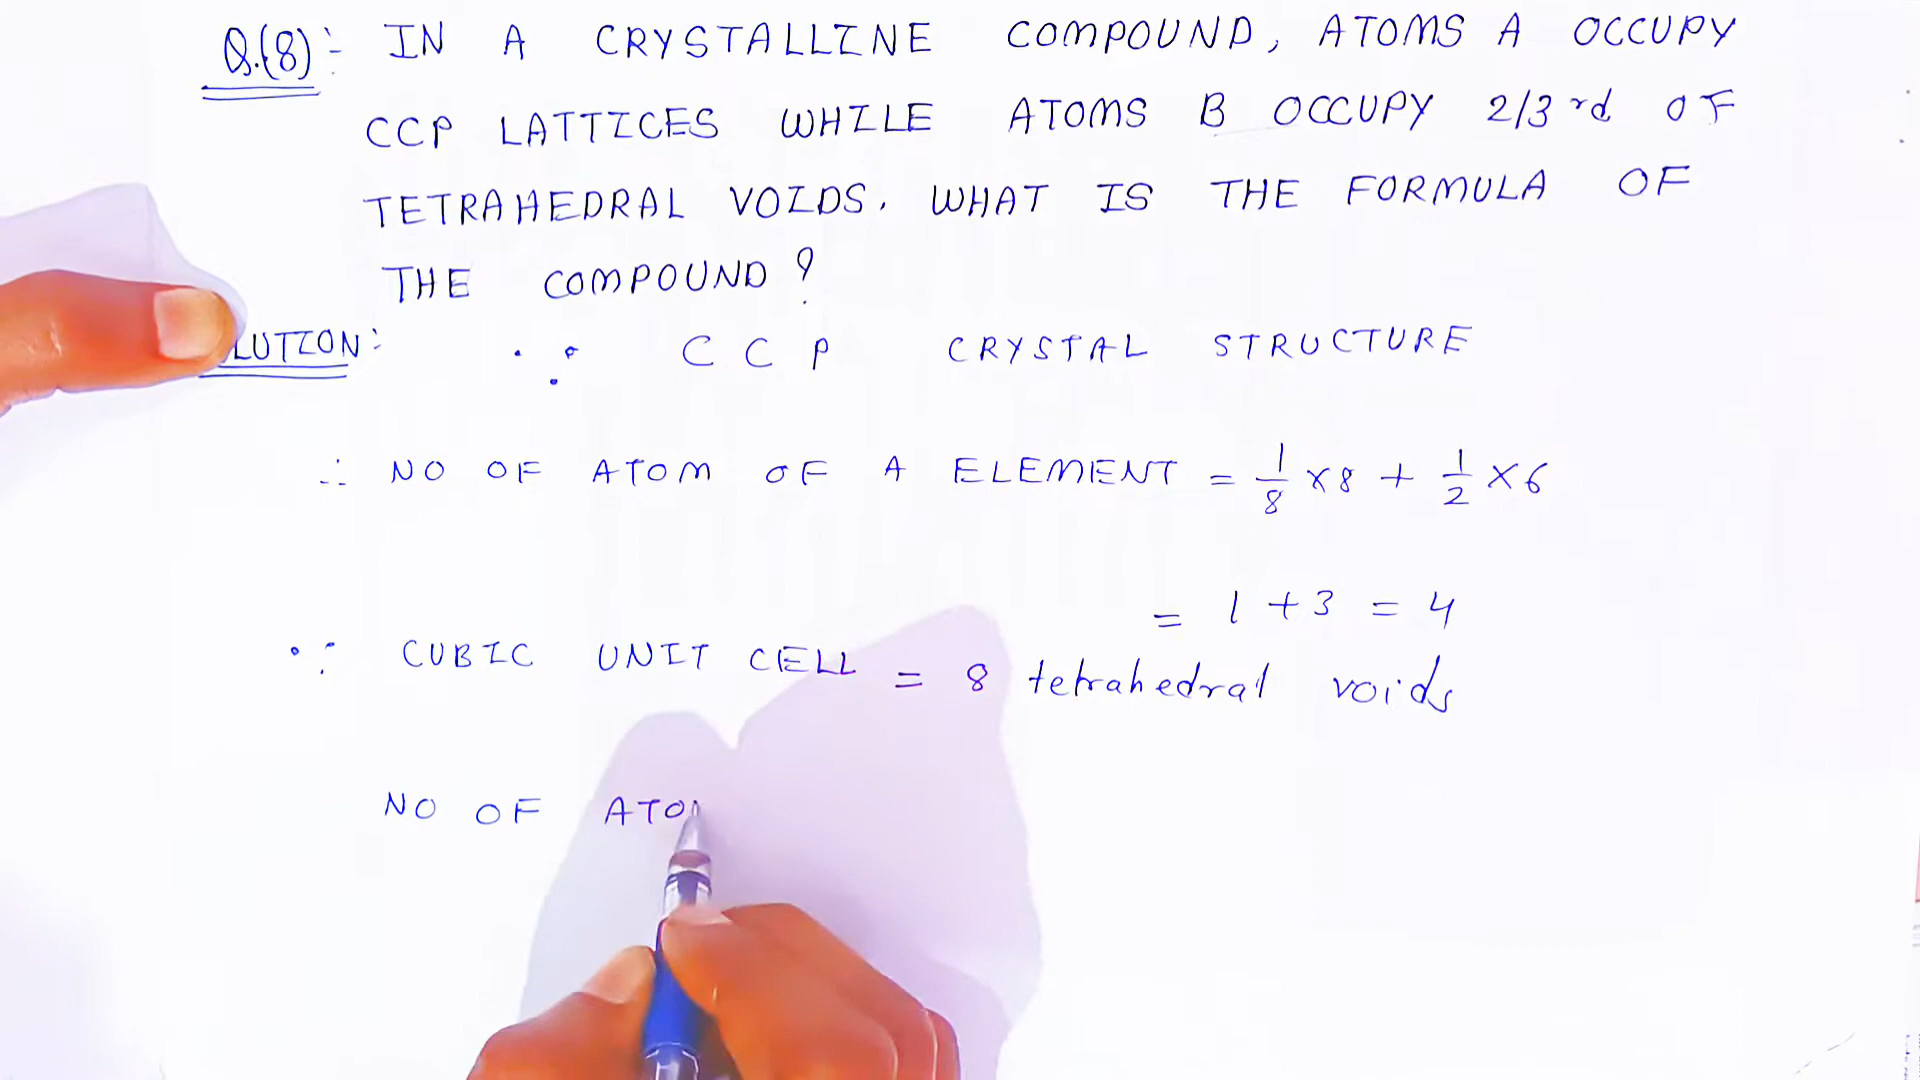 Q.(8):- IN A CRYSTALLINE COMPOUND, ATOMS A OCCUPY
CCP LATTICES WHILE ATOMS B OCCUPY 2/3rd OF
TETRAHEDRAL VOIDS. WHAT IS THE FORMULA OF
THE COMPOUND?
LUTION:- ∵ CCP CRYSTAL STRUCTURE
∴ NO OF ATOM OF A ELEMENT = 1/8 × 8 + 1/2 × 6
= 1 + 3 = 4
∵ CUBIC UNIT CELL = 8 tetrahedral voids
NO OF ATO